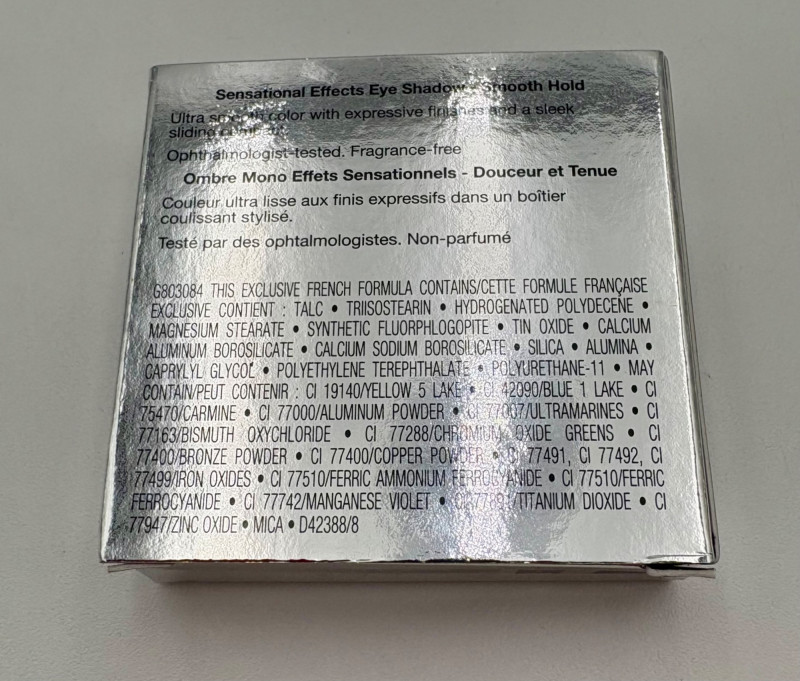 Sensational Effects Eye Shadow - Smooth Hold
Ultra smooth color with expressive finishes and a sleek
sliding
Ophthalmologist-tested. Fragrance-free
Ombre Mono Effets Sensationnels - Douceur et Tenue
Couleur ultra lisse aux finis expressifs dans un boîtier
coulissant stylisé.
Testé par des ophtalmologistes. Non-parfumé
G803084 THIS EXCLUSIVE FRENCH FORMULA CONTAINS/CETTE FORMULE FRANÇAISE
EXCLUSIVE CONTIENT : TALC • TRIISOSTEARIN • HYDROGENATED POLYDECENE •
MAGNESIUM STEARATE • SYNTHETIC FLUORPHLOGOPITE • TIN OXIDE • CALCIUM
ALUMINUM BOROSILICATE • CALCIUM SODIUM BOROSILICATE • SILICA • ALUMINA •
CAPRYLYL GLYCOL • POLYETHYLENE TEREPHTHALATE • POLYURETHANE-11 • MAY
CONTAIN/PEUT CONTENIR : CI 19140/YELLOW 5 LAKE • CI 42090/BLUE 1 LAKE • CI
75470/CARMINE • CI 77000/ALUMINUM POWDER • CI 77007/ULTRAMARINES • CI
77163/BISMUTH OXYCHLORIDE • CI 77288/CHROMIUM OXIDE GREENS • CI
77400/BRONZE POWDER • CI 77400/COPPER POWDER • CI 77491, CI 77492, CI
77499/IRON OXIDES • CI 77510/FERRIC AMMONIUM FERROCYANIDE • CI 77510/FERRIC
FERROCYANIDE • CI 77742/MANGANESE VIOLET • CI 77891/TITANIUM DIOXIDE • CI
77947/ZINC OXIDE • MICA • D42388/8